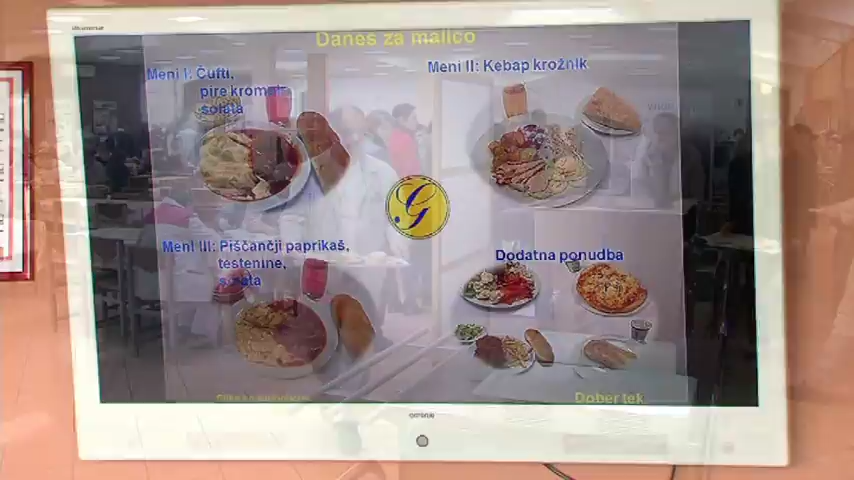 Danes za malico
Meni I: Čufti,
pire krompir
solata
Meni II: Kebap krožnik
G
Meni III: Piščančji paprikaš,
testenine,
solata
Dodatna ponudba
Dober tek
gorenje